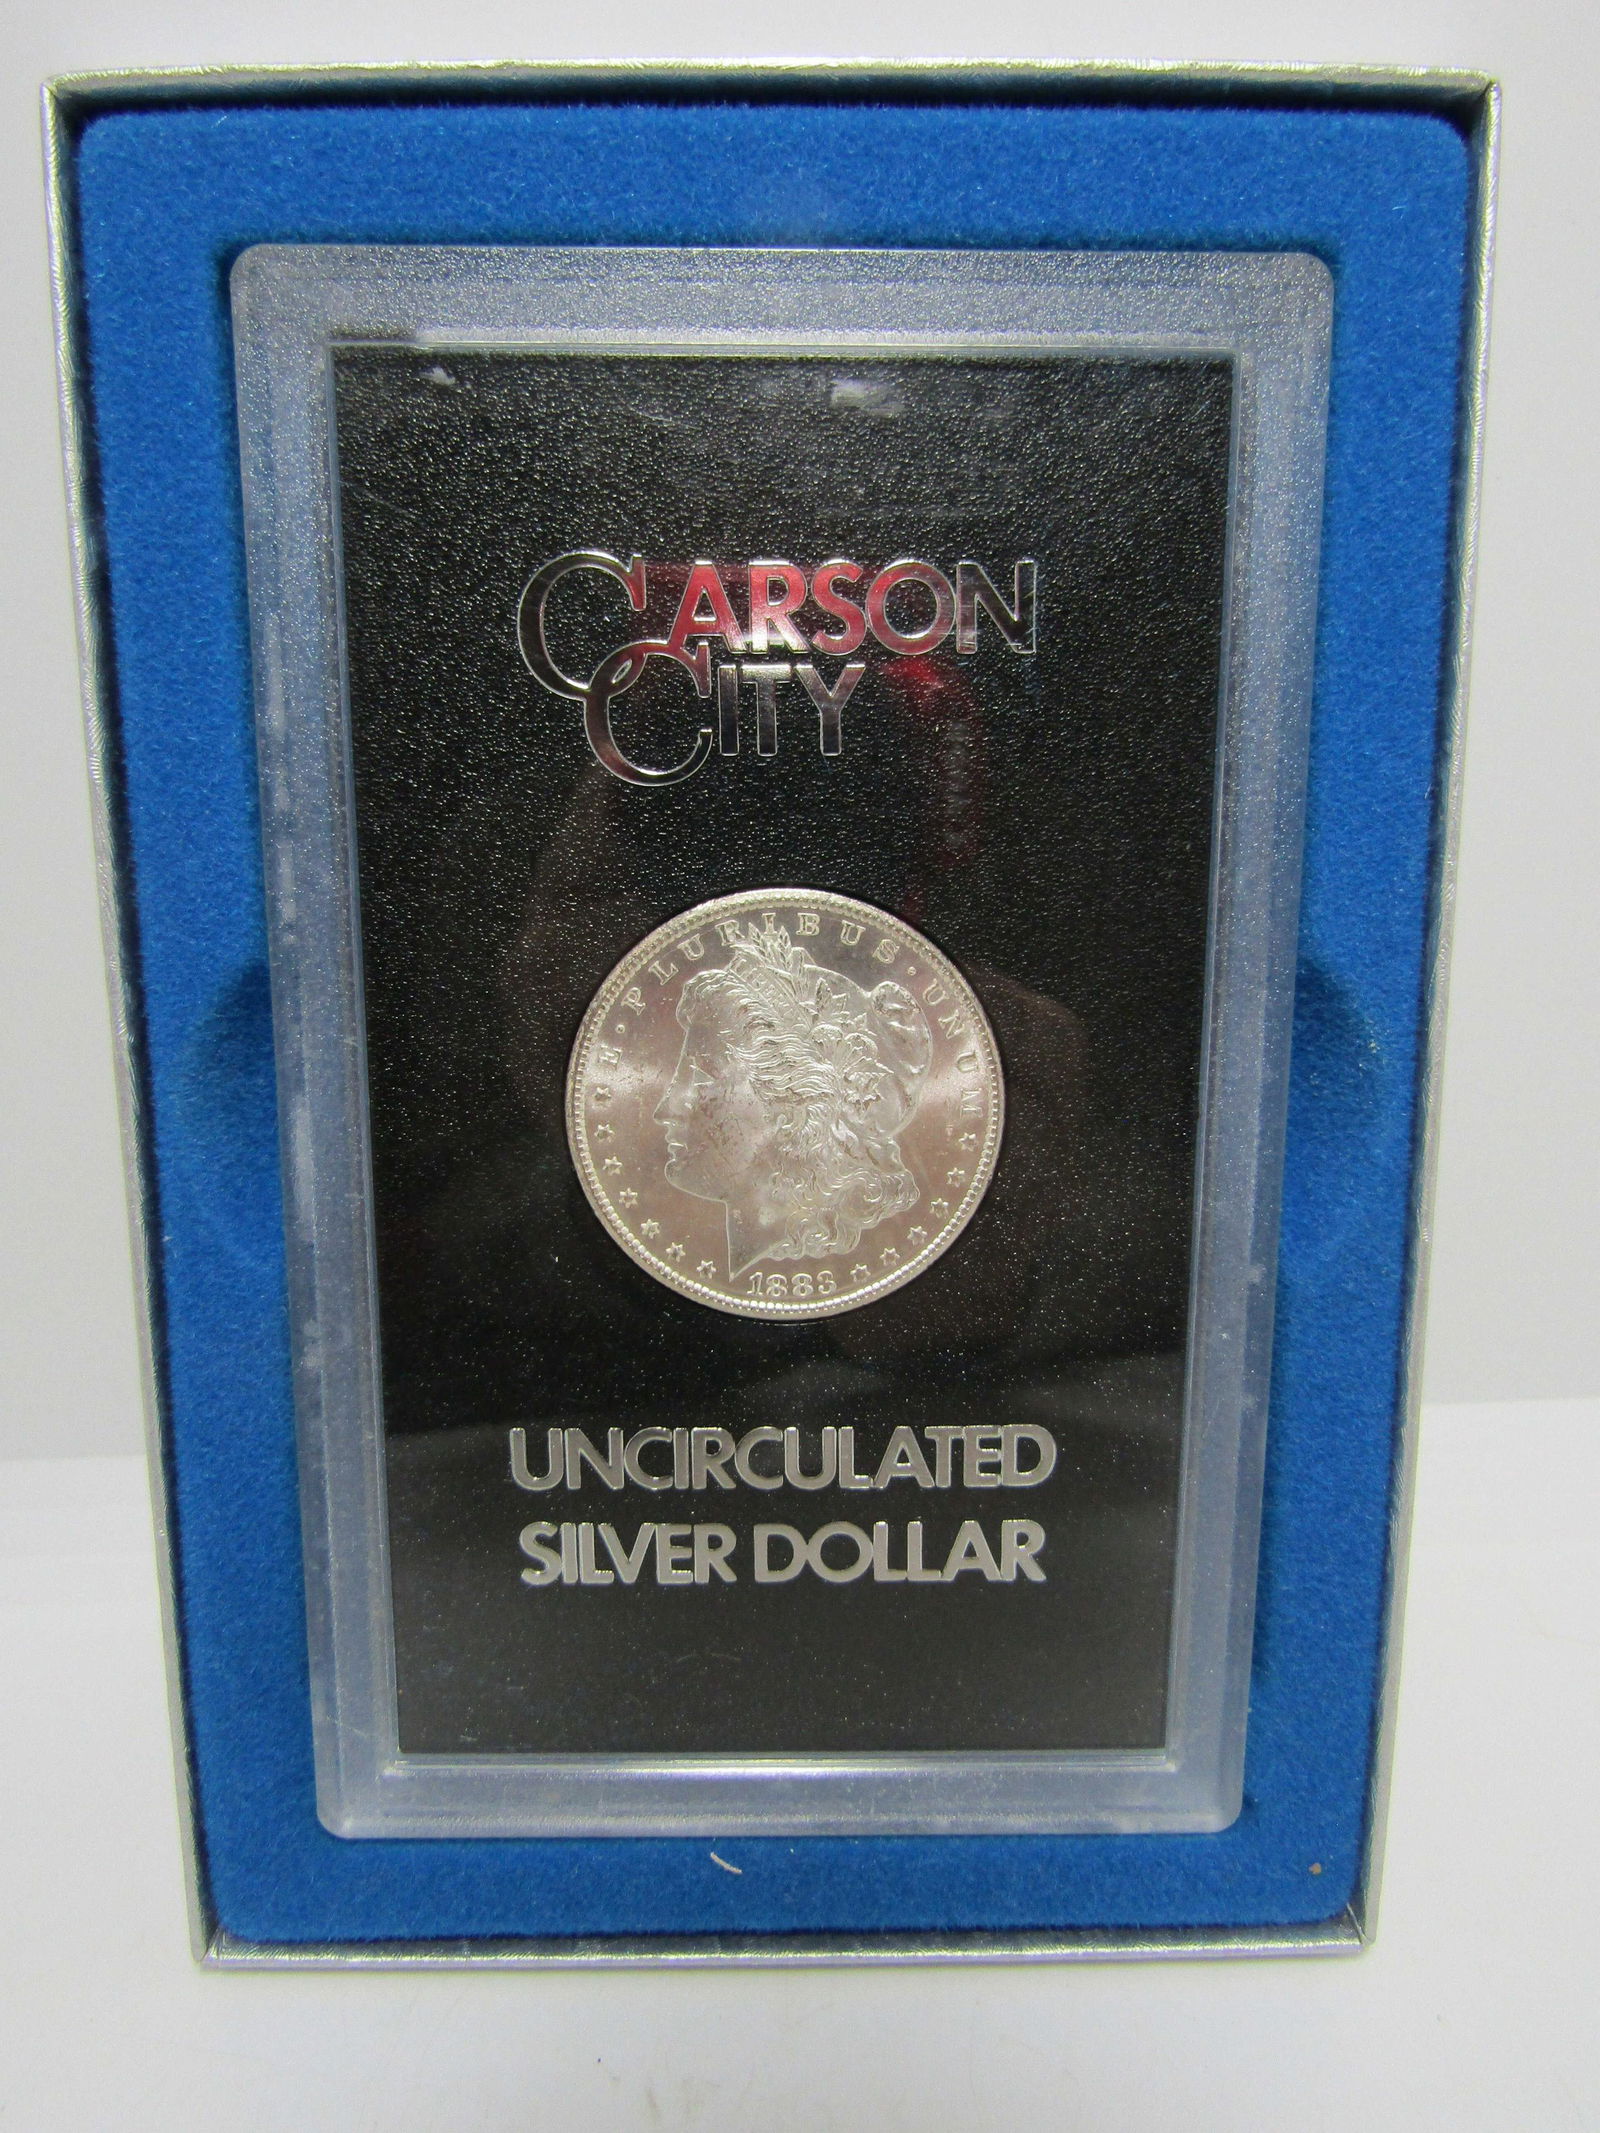 CARSON
CITY
E · PLURIBUS · UNUM
1883
UNCIRCULATED
SILVER DOLLAR